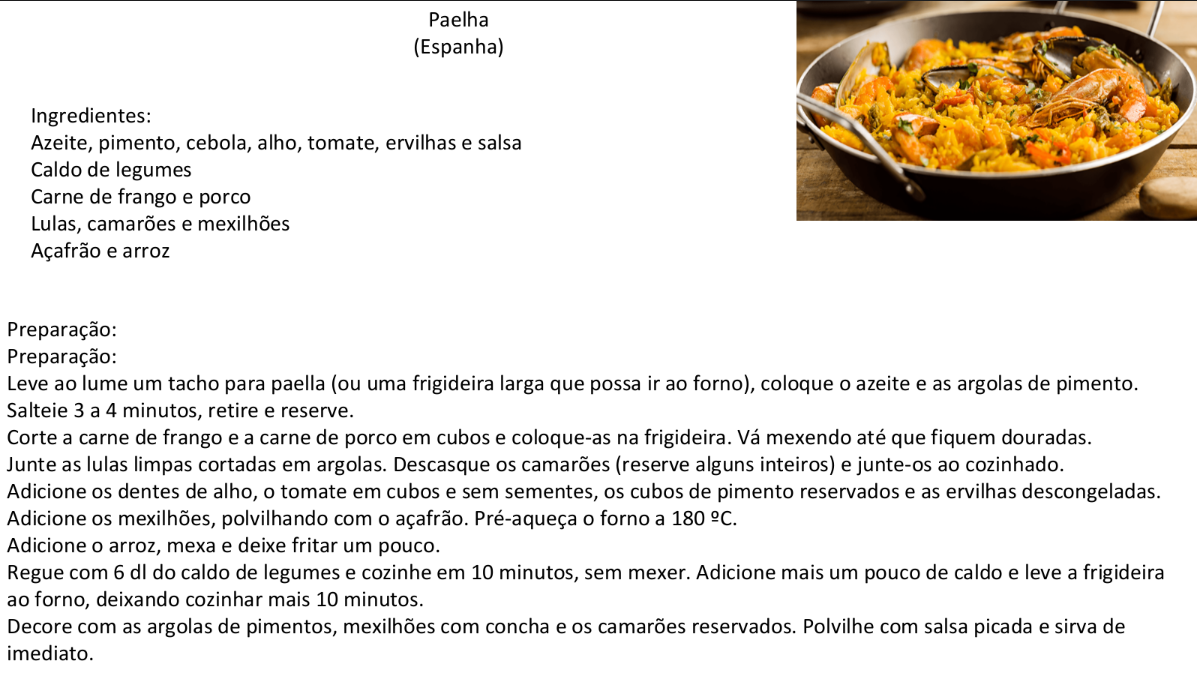 Paelha
(Espanha)
Ingredientes:
Azeite, pimento, cebola, alho, tomate, ervilhas e salsa
Caldo de legumes
Carne de frango e porco
Lulas, camarões e mexilhões
Açafrão e arroz
Preparação:
Preparação:
Leve ao lume um tacho para paella (ou uma frigideira larga que possa ir ao forno), coloque o azeite e as argolas de pimento.
Salteie 3 a 4 minutos, retire e reserve.
Corte a carne de frango e a carne de porco em cubos e coloque-as na frigideira. Vá mexendo até que fiquem douradas.
Junte as lulas limpas cortadas em argolas. Descasque os camarões (reserve alguns inteiros) e junte-os ao cozinhado.
Adicione os dentes de alho, o tomate em cubos e sem sementes, os cubos de pimento reservados e as ervilhas descongeladas.
Adicione os mexilhões, polvilhando com o açafrão. Pré-aqueça o forno a 180 ºC.
Adicione o arroz, mexa e deixe fritar um pouco.
Regue com 6 dl do caldo de legumes e cozinhe em 10 minutos, sem mexer. Adicione mais um pouco de caldo e leve a frigideira
ao forno, deixando cozinhar mais 10 minutos.
Decore com as argolas de pimentos, mexilhões com concha e os camarões reservados. Polvilhe com salsa picada e sirva de
imediato.